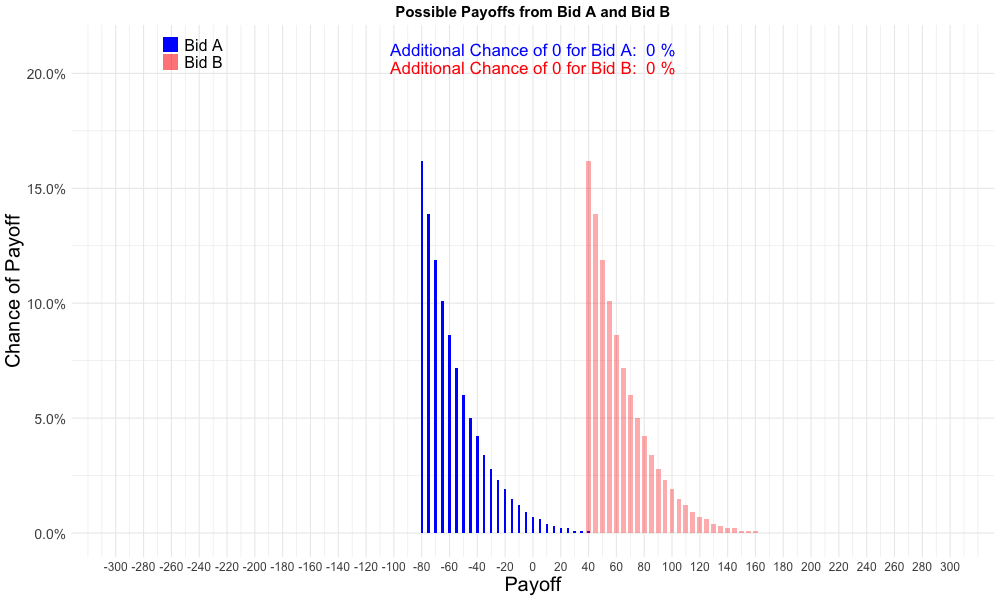 Possible Payoffs from Bid A and Bid B
Bid A
Bid B
Additional Chance of 0 for Bid A: 0 %
Additional Chance of 0 for Bid B: 0 %
Chance of Payoff
20.0%
15.0%
10.0%
5.0%
0.0%
-300 -280 -260 -240 -220 -200 -180 -160 -140 -120 -100 -80 -60 -40 -20 0 20 40 60 80 100 120 140 160 180 200 220 240 260 280 300
Payoff